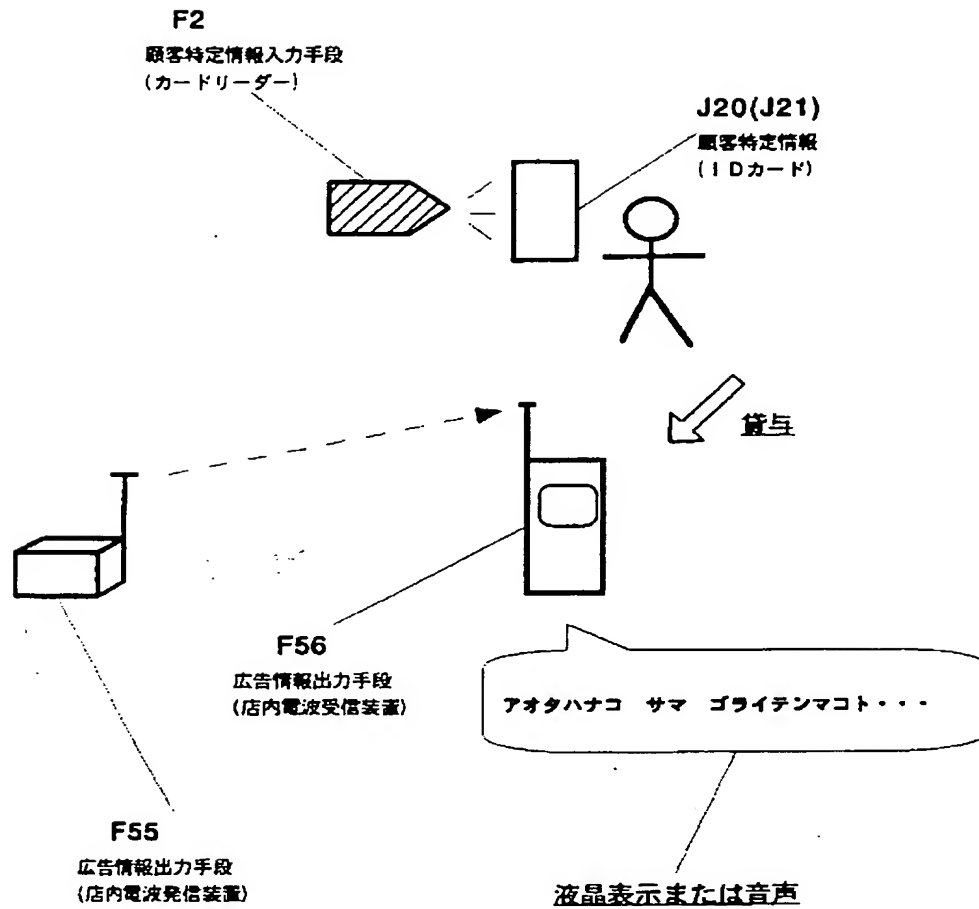 F2
顧客特定情報入力手段
(カードリーダー)
J20(J21)
顧客特定情報
(IDカード)
貸与
F56
広告情報出力手段
(店内電波受信装置)
アオタハナコ サマ ゴライテンマコト・・・
F55
広告情報出力手段
(店内電波発信装置)
液晶表示または音声